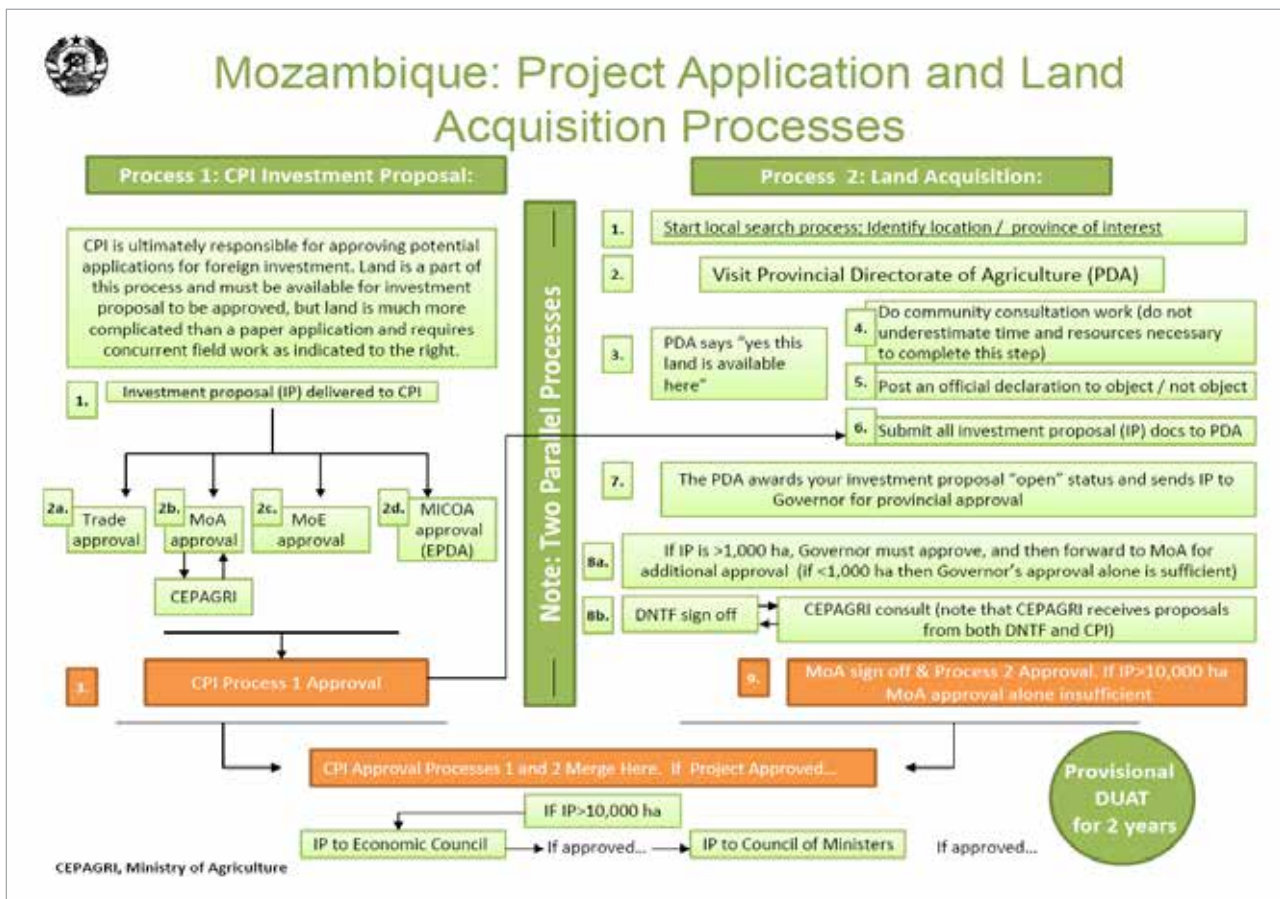 Mozambique: Project Application and Land
Acquisition Processes
Process 1: CPI Investment Proposal:
CPI is ultimately responsible for approving potential
applications for foreign investment. Land is a part of
this process and must be available for investment
proposal to be approved, but land is much more
complicated than a paper application and requires
concurrent field work as indicated to the right.
1.
Investment proposal (IP) delivered to CPI
2a.
Trade
approval
2b.
MoA
approval
2c.
MoE
approval
2d.
MICOA
approval
(EPDA)
CEPAGRI
3.
CPI Process 1 Approval
Note: Two Parallel Processes
Process 2: Land Acquisition:
1.
Start local search process: Identify location / province of interest
2.
Visit Provincial Directorate of Agriculture (PDA)
3.
PDA says "yes this
land is available
here"
4.
Do community consultation work (do not
underestimate time and resources necessary
to complete this step)
5.
Post an official declaration to object / not object
6.
Submit all investment proposal (IP) docs to PDA
7.
The PDA awards your investment proposal "open" status and sends IP to
Governor for provincial approval
8a.
If IP is >1,000 ha, Governor must approve, and then forward to MoA for
additional approval (if <1,000 ha then Governor's approval alone is sufficient)
8b.
DNTF sign off
CEPAGRI consult (note that CEPAGRI receives proposals
from both DNTF and CPI)
9.
MoA sign off & Process 2 Approval. If IP>10,000 ha
MoA approval alone insufficient
CPI Approval Processes 1 and 2 Merge Here. If Project Approved...
IF IP>10,000 ha
IP to Economic Council
If approved...
IP to Council of Ministers
If approved...
Provisional
DUAT
for 2 years
CEPAGRI, Ministry of Agriculture